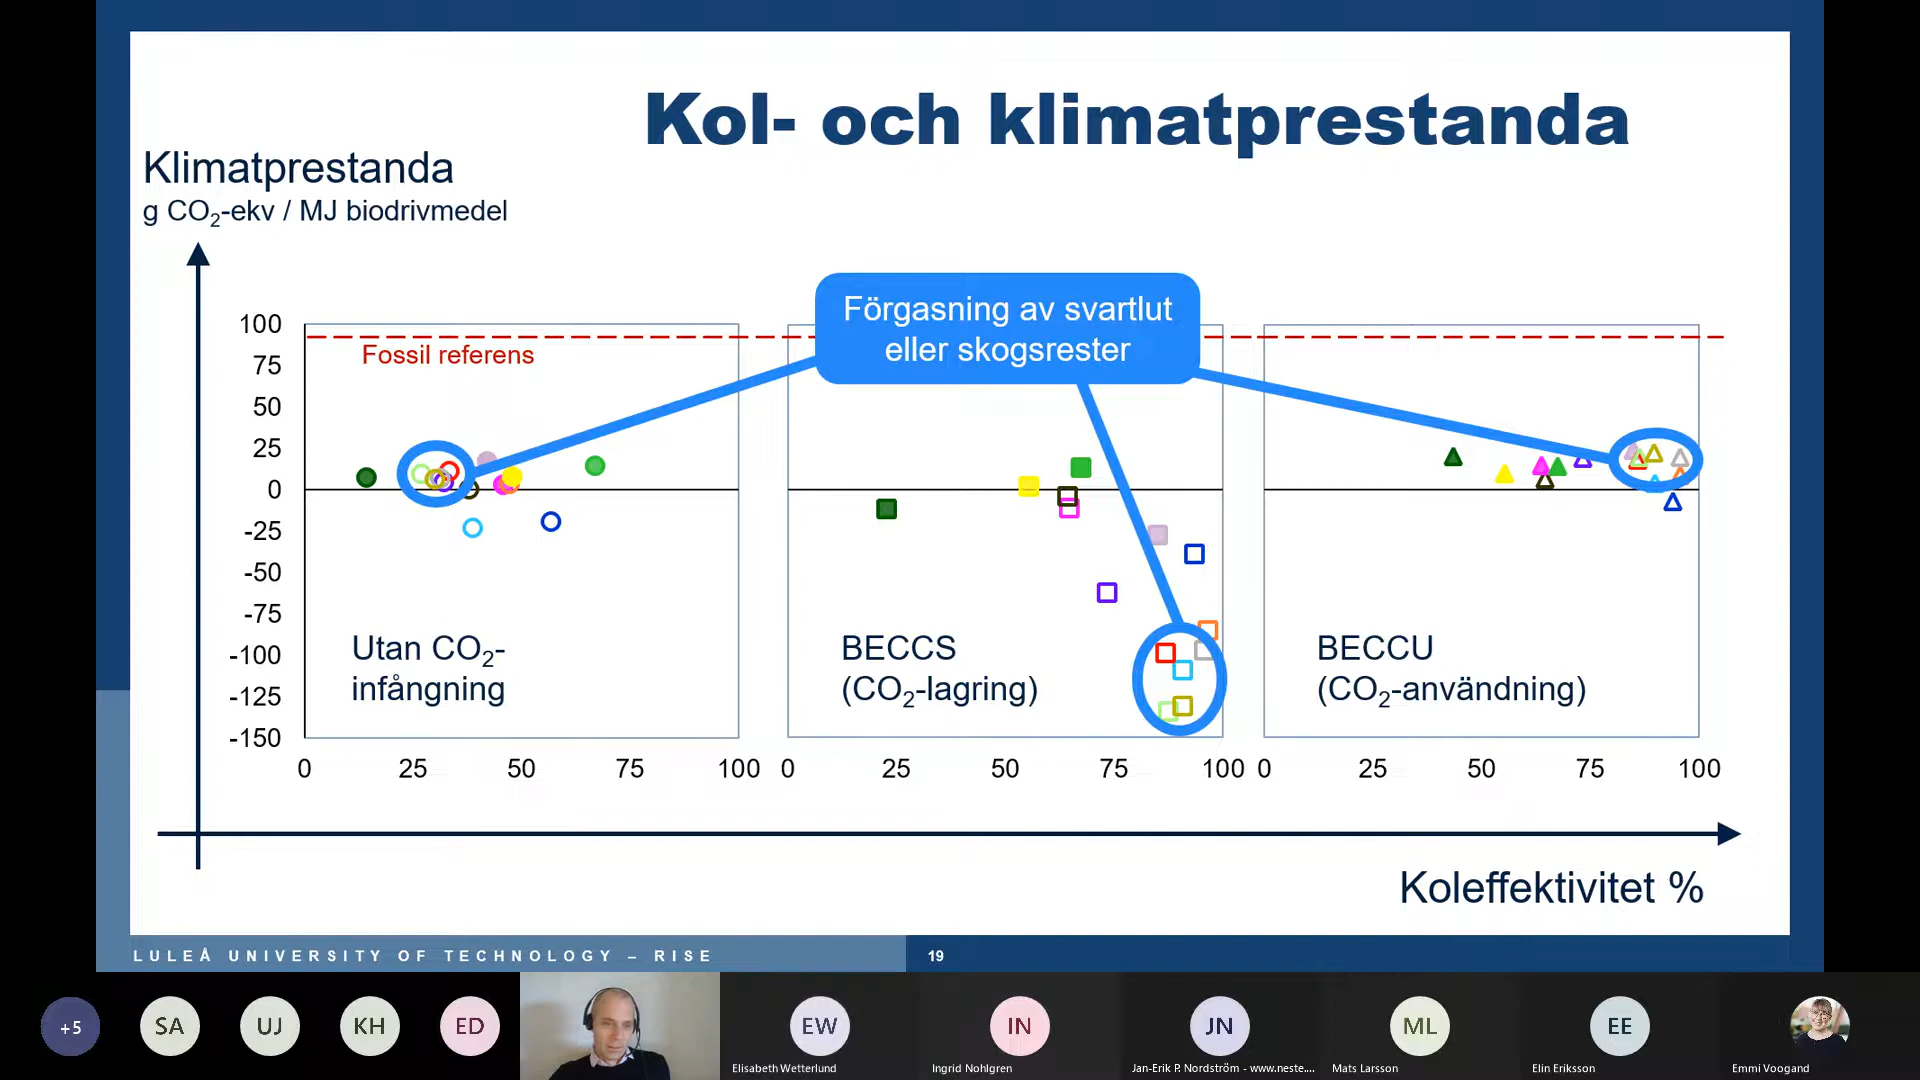 Kol- och klimatprestanda
Klimatprestanda
g CO₂-ekv / MJ biodrivmedel
Förgasning av svartlut
eller skogsrester
Fossil referens
100
75
50
25
0
-25
-50
-75
-100
-125
-150
Utan CO₂-
infångning
BECCS
(CO₂-lagring)
BECCU
(CO₂-användning)
0 25 50 75 100 0 25 50 75 100 0 25 50 75 100
Koleffektivitet %
LULEÅ UNIVERSITY OF TECHNOLOGY – RISE 19
+5 SA UJ KH ED EW IN JN ML EE
Elisabeth Wetterlund Ingrid Nohlgren Jan-Erik P. Nordström - www.neste.... Mats Larsson Elin Eriksson Emmi Voogand